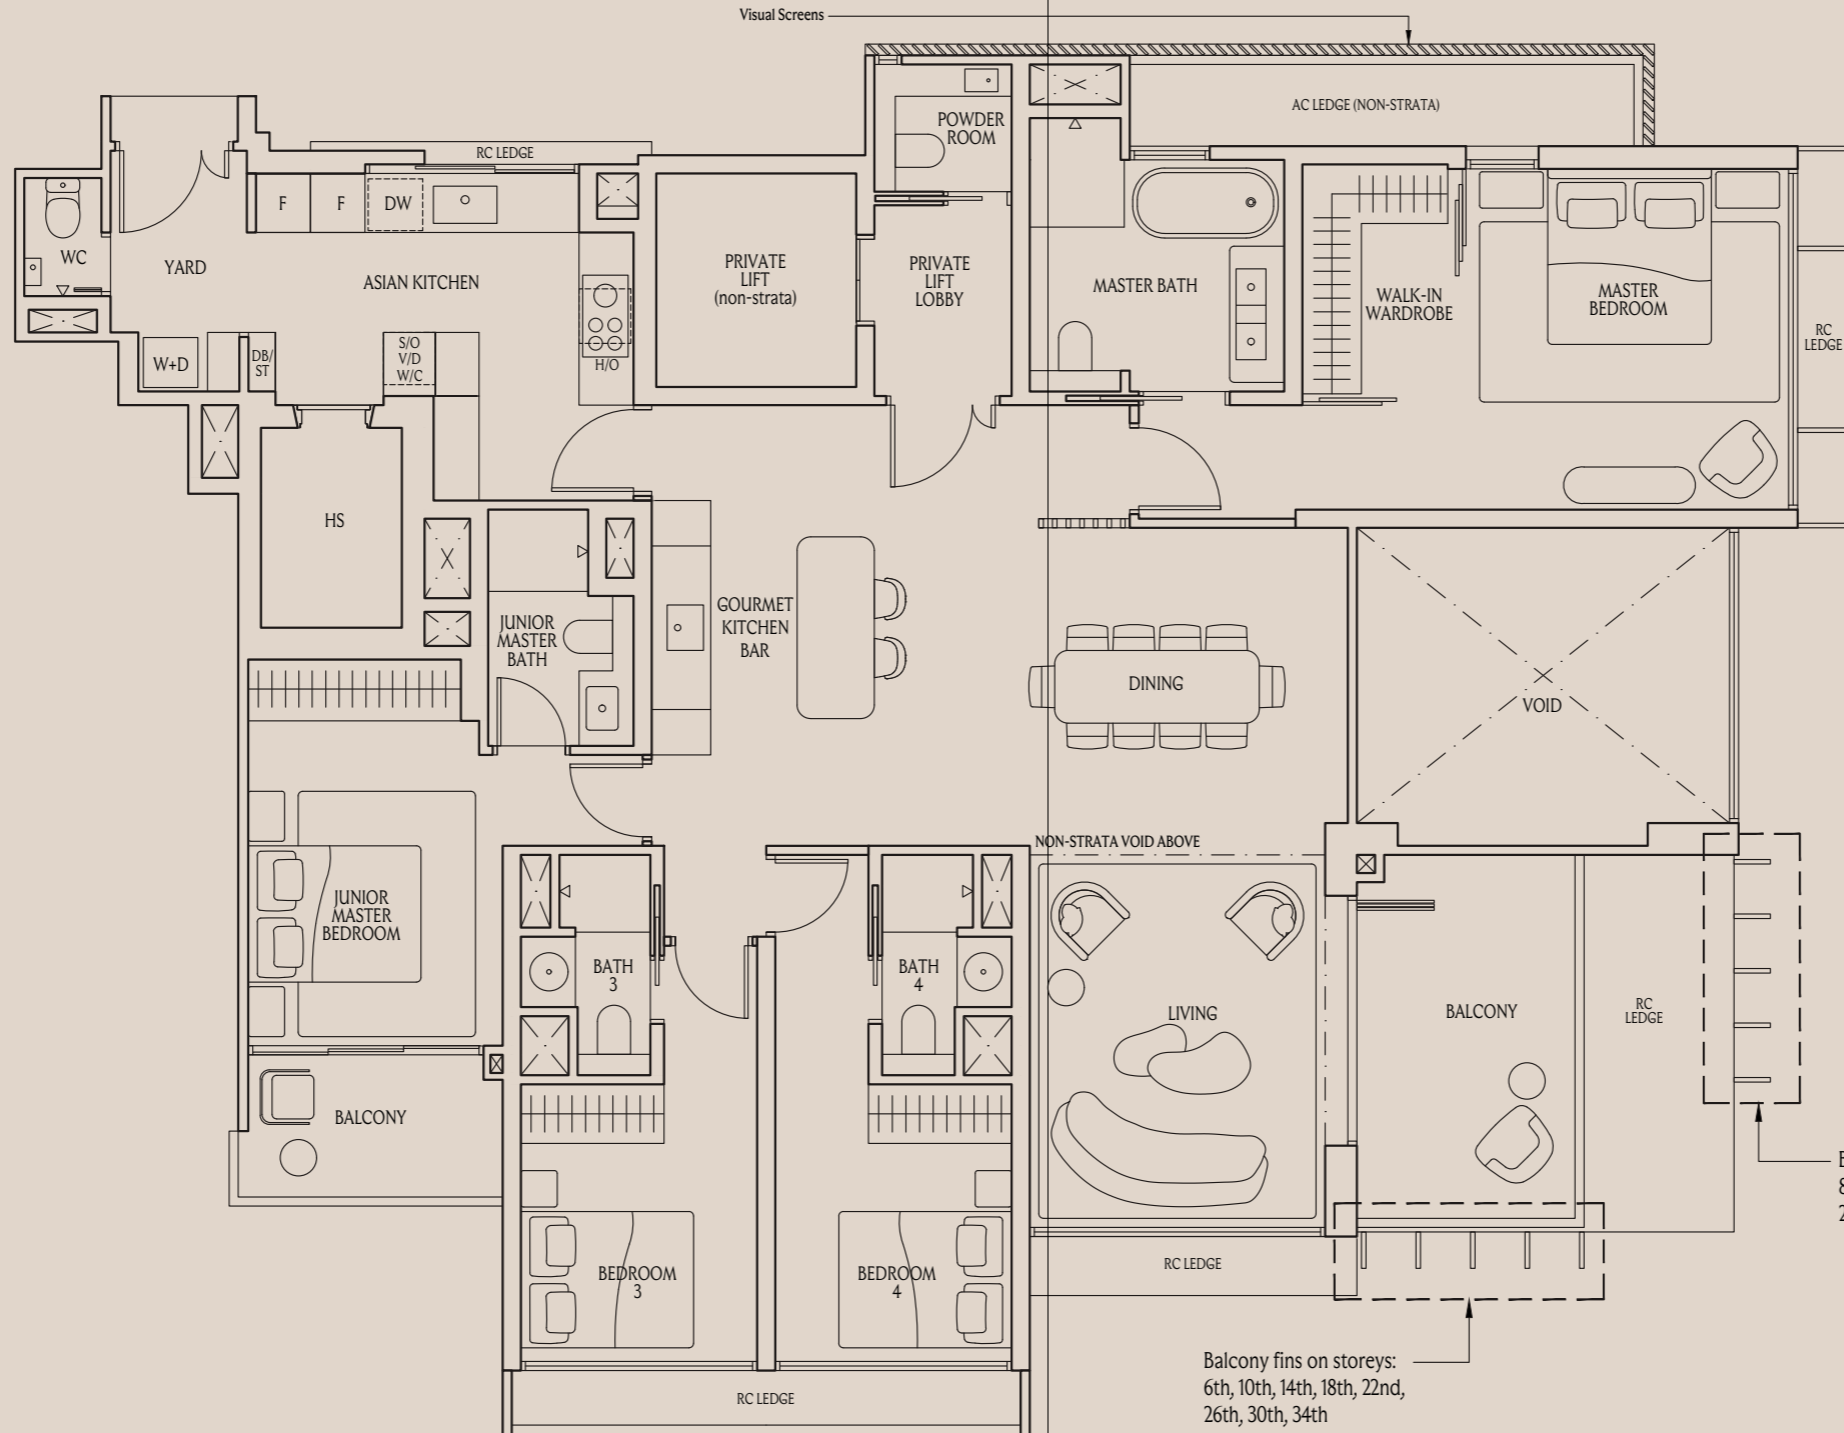 Visual Screens
AC LEDGE (NON-STRATA)
POWDER
ROOM
RC LEDGE
F
F
DW
WC
YARD
ASIAN KITCHEN
PRIVATE
LIFT
(non-strata)
PRIVATE
LIFT
LOBBY
MASTER BATH
WALK-IN
WARDROBE
MASTER
BEDROOM
RC
LEDGE
W+D
DB/
ST
S/O
V/D
W/C
H/O
HS
JUNIOR
MASTER
BATH
GOURMET
KITCHEN
BAR
DINING
VOID
NON-STRATA VOID ABOVE
JUNIOR
MASTER
BEDROOM
BATH
3
BATH
4
LIVING
BALCONY
RC
LEDGE
BALCONY
BEDROOM
3
BEDROOM
4
RC LEDGE
RC LEDGE
Balcony fins on storeys:
6th, 10th, 14th, 18th, 22nd,
26th, 30th, 34th